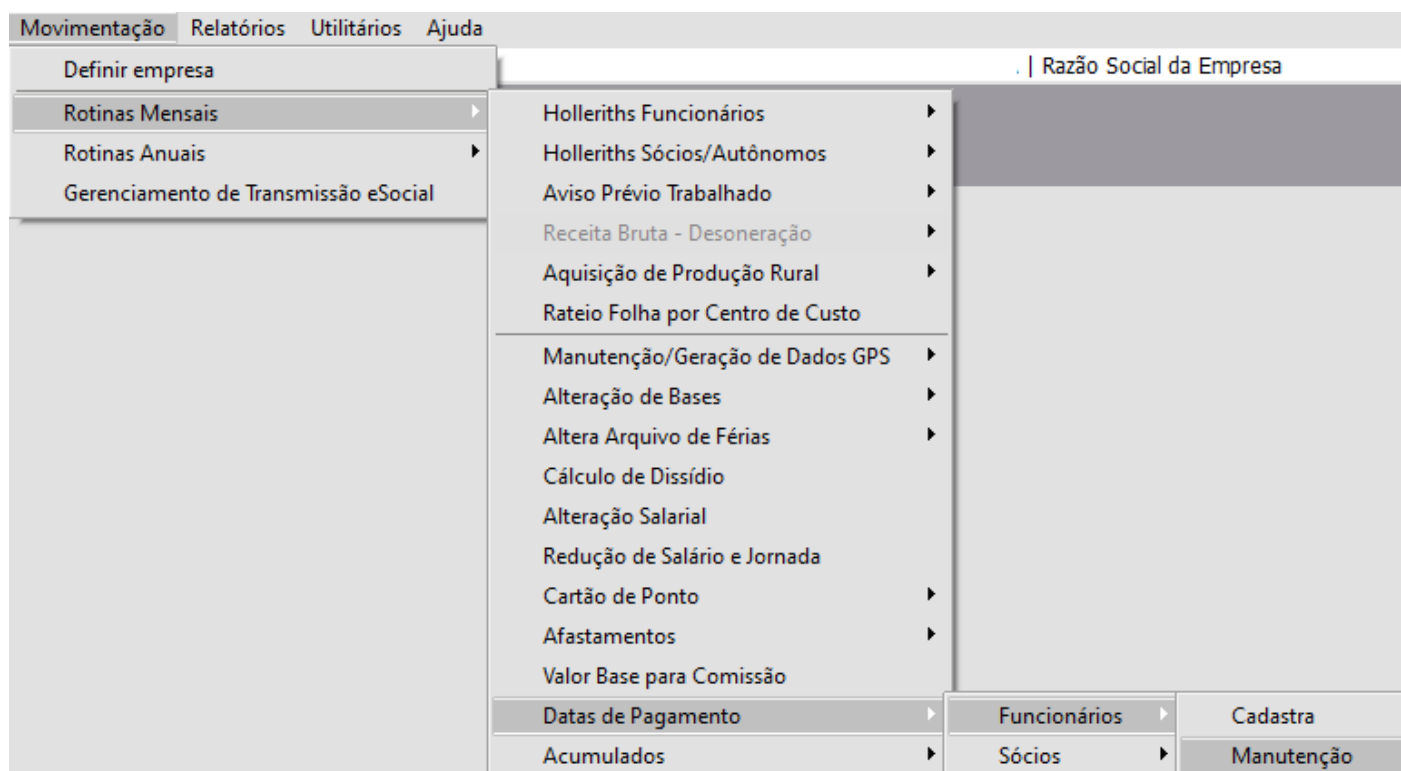 Movimentação Relatórios Utilitários Ajuda
Definir empresa
| Razão Social da Empresa
Rotinas Mensais
Rotinas Anuais
Gerenciamento de Transmissão eSocial
Holleriths Funcionários
Holleriths Sócios/Autônomos
Aviso Prévio Trabalhado
Receita Bruta - Desoneração
Aquisição de Produção Rural
Rateio Folha por Centro de Custo
Manutenção/Geração de Dados GPS
Alteração de Bases
Altera Arquivo de Férias
Cálculo de Dissídio
Alteração Salarial
Redução de Salário e Jornada
Cartão de Ponto
Afastamentos
Valor Base para Comissão
Datas de Pagamento
Acumulados
Funcionários
Sócios
Cadastra
Manutenção